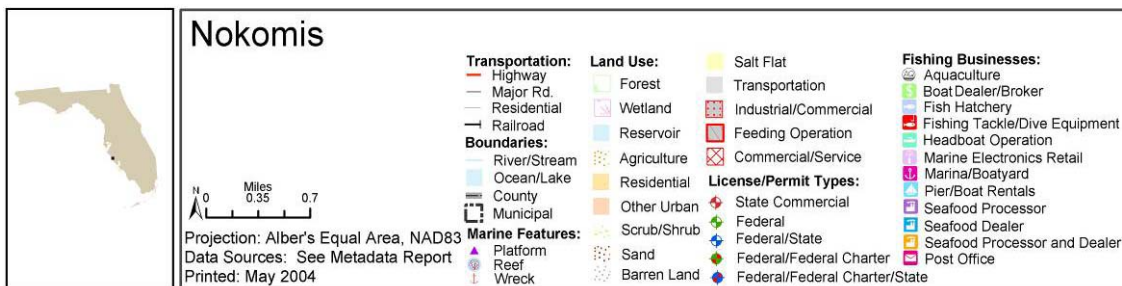 Nokomis
N
Miles
0 0.35 0.7
Projection: Alber's Equal Area, NAD83
Data Sources: See Metadata Report
Printed: May 2004
Transportation:
Highway
Major Rd.
Residential
Railroad
Boundaries:
River/Stream
Ocean/Lake
County
Municipal
Marine Features:
Platform
Reef
Wreck
Land Use:
Forest
Wetland
Reservoir
Agriculture
Residential
Other Urban
Scrub/Shrub
Sand
Barren Land
Salt Flat
Transportation
Industrial/Commercial
Feeding Operation
Commercial/Service
License/Permit Types:
State Commercial
Federal
Federal/State
Federal/Federal Charter
Federal/Federal Charter/State
Fishing Businesses:
Aquaculture
Boat Dealer/Broker
Fish Hatchery
Fishing Tackle/Dive Equipment
Headboat Operation
Marine Electronics Retail
Marina/Boatyard
Pier/Boat Rentals
Seafood Processor
Seafood Dealer
Seafood Processor and Dealer
Post Office